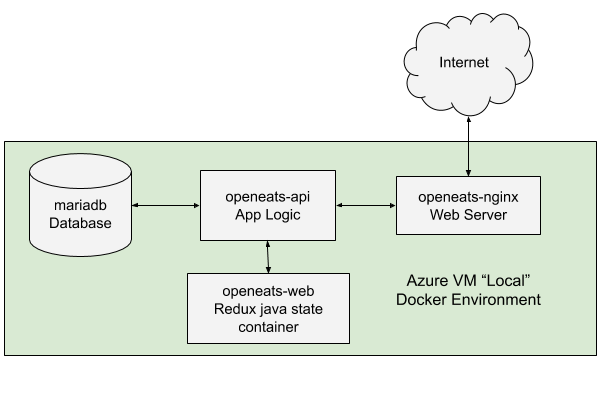 Internet
mariadb
Database
openeats-api
App Logic
openeats-nginx
Web Server
openeats-web
Redux java state
container
Azure VM “Local”
Docker Environment